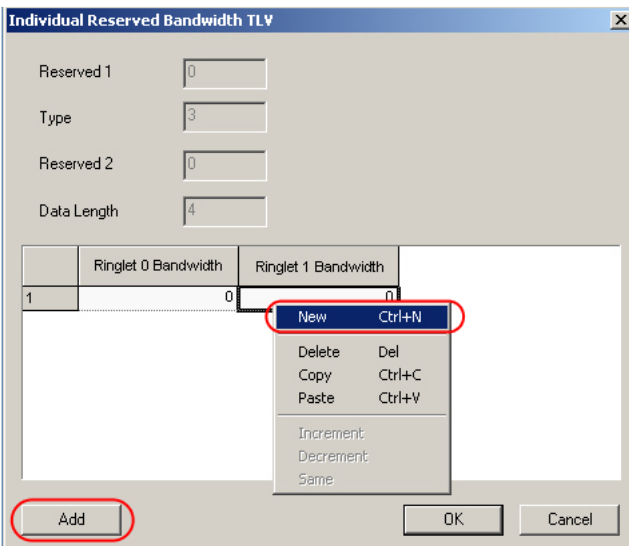 Individual Reserved Bandwidth TLV
Reserved 1 0
Type 3
Reserved 2 0
Data Length 4
Ringlet 0 Bandwidth Ringlet 1 Bandwidth
1 0 0
New Ctrl+N
Delete Del
Copy Ctrl+C
Paste Ctrl+V
Increment
Decrement
Same
Add OK Cancel